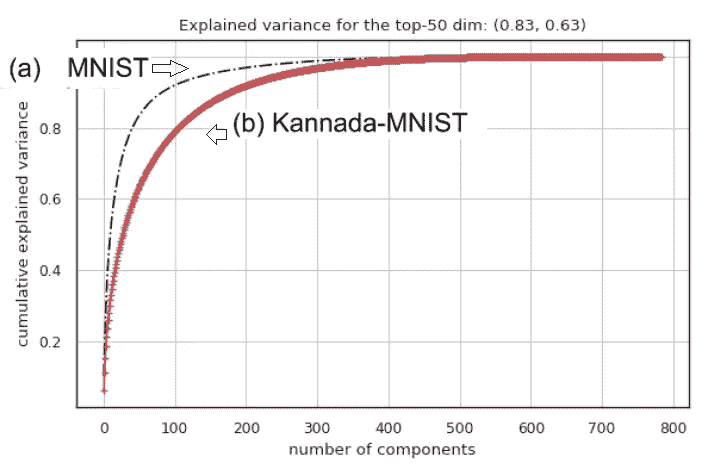 Explained variance for the top-50 dim: (0.83, 0.63)
(a) MNIST
(b) Kannada-MNIST
cumulative explained variance
0.8
0.6
0.4
0.2
0 100 200 300 400 500 600 700 800
number of components